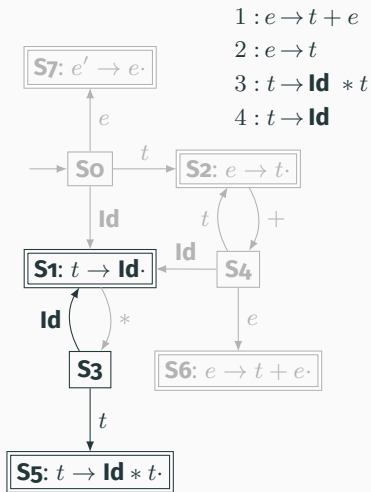 1 : e → t + e
2 : e → t
3 : t → Id * t
4 : t → Id
S7: e′ → e·
e
S0
t
S2: e → t·
Id
t
+
S1: t → Id·
Id
S4
Id
*
e
S3
S6: e → t + e·
t
S5: t → Id * t·